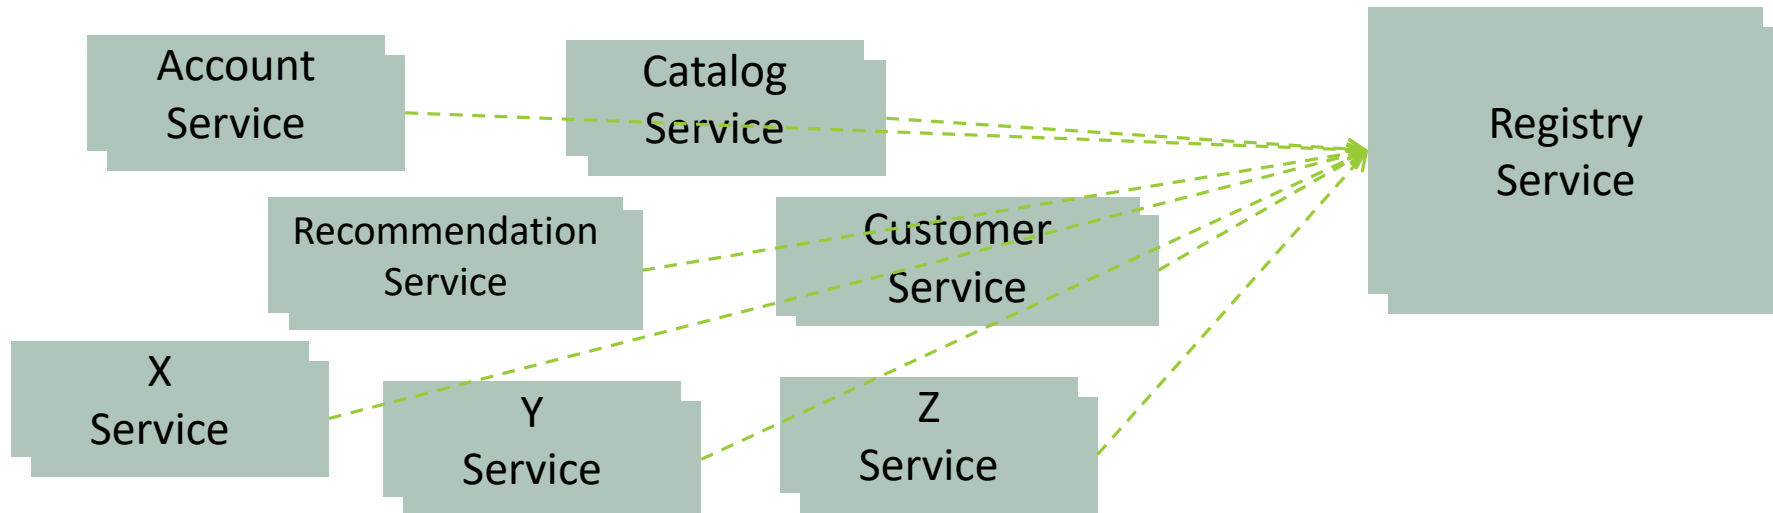 Account
Service
Catalog
Service
Registry
Service
Recommendation
Service
Customer
Service
X
Service
Y
Service
Z
Service